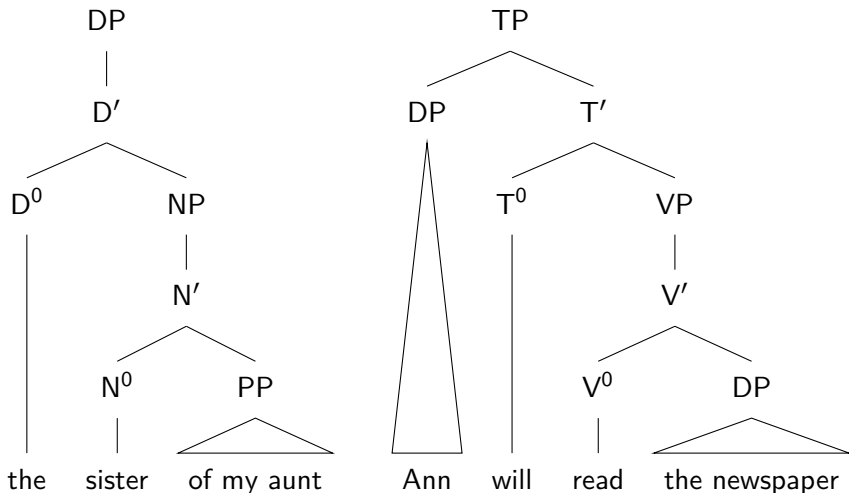 DP TP
D′ DP T′
D⁰ NP T⁰ VP
N′ V′
N⁰ PP V⁰ DP
the sister of my aunt Ann will read the newspaper